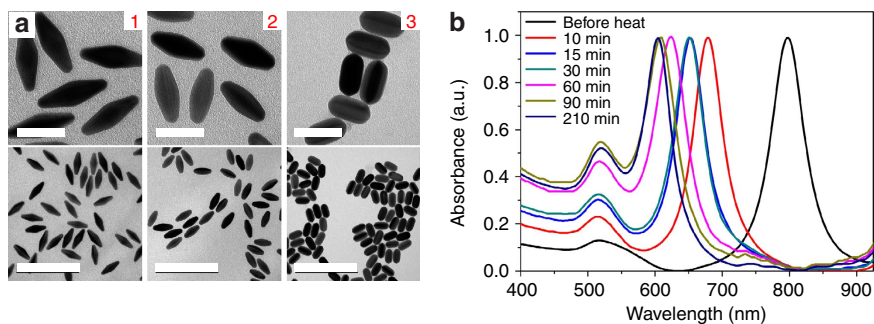 a
1
2
3
b
Absorbance (a.u.)
1.0
0.8
0.6
0.4
0.2
0.0
Before heat
10 min
15 min
30 min
60 min
90 min
210 min
400 500 600 700 800 900
Wavelength (nm)